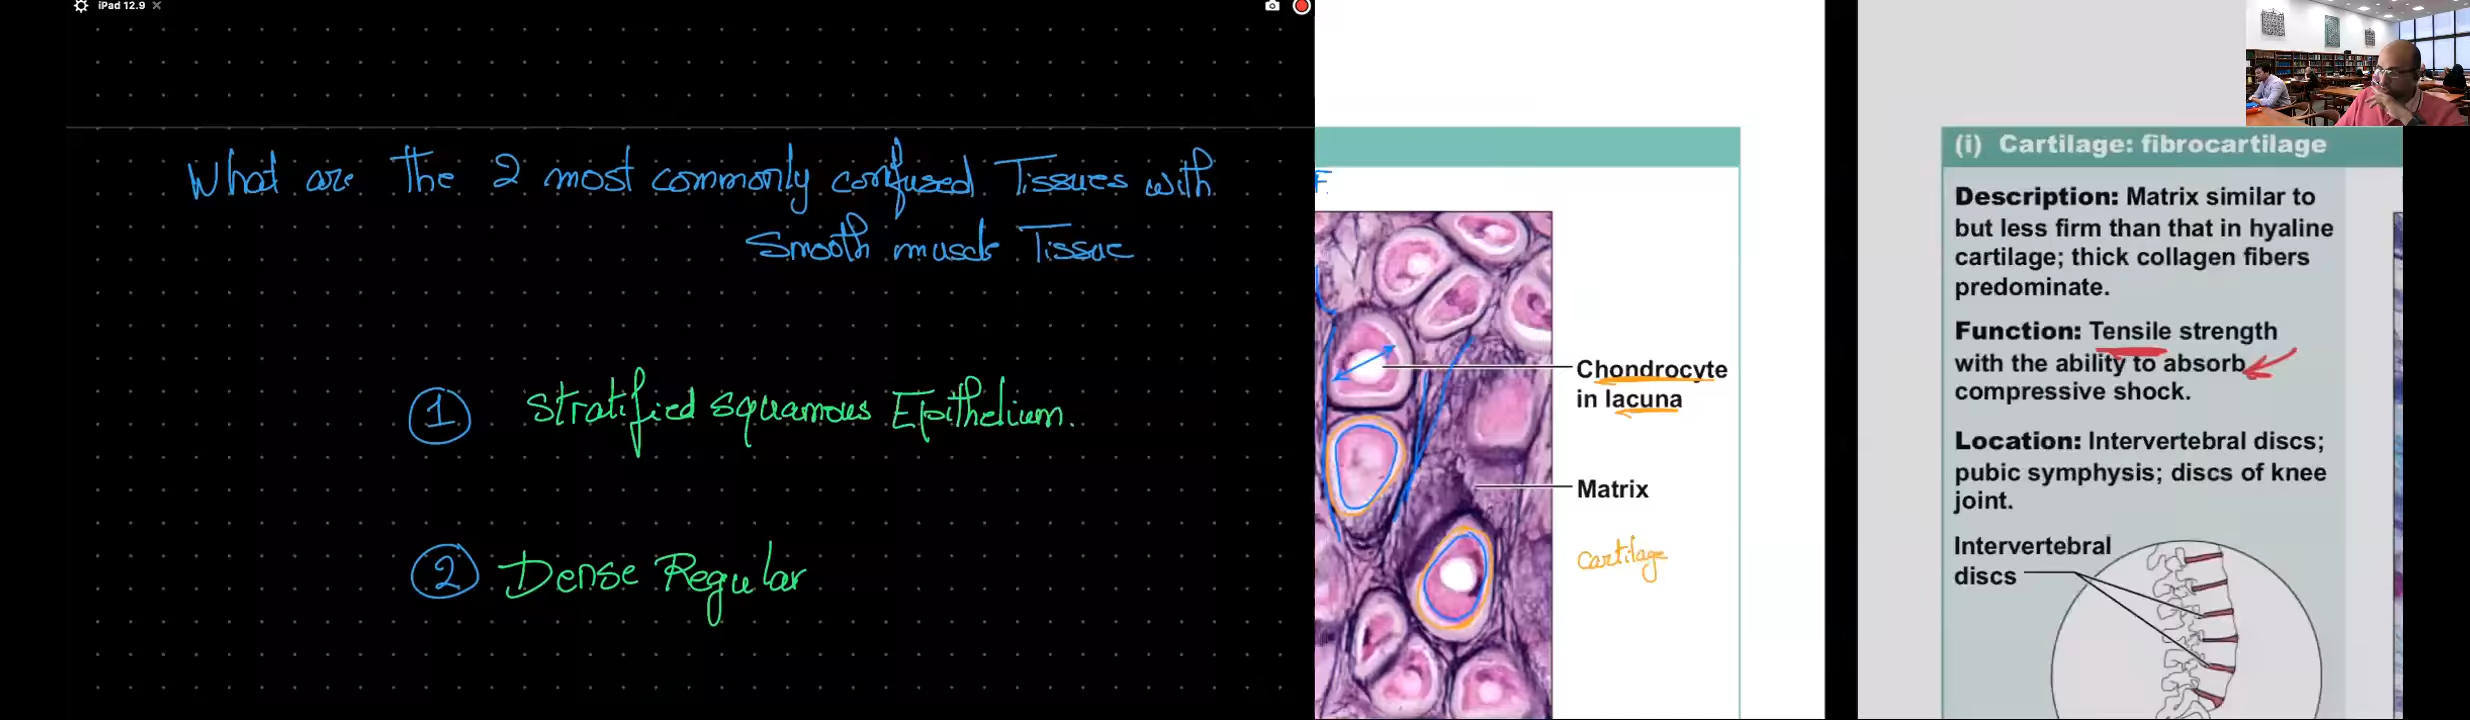 iPad 12.9
What are the 2 most commonly confused Tissues with
Smooth muscle Tissue
1 Stratified Squamous Epithelium.
2 Dense Regular
F.
Chondrocyte
in lacuna
Matrix
Cartilage
(i) Cartilage: fibrocartilage
Description: Matrix similar to
but less firm than that in hyaline
cartilage; thick collagen fibers
predominate.
Function: Tensile strength
with the ability to absorb
compressive shock.
Location: Intervertebral discs;
pubic symphysis; discs of knee
joint.
Intervertebral
discs